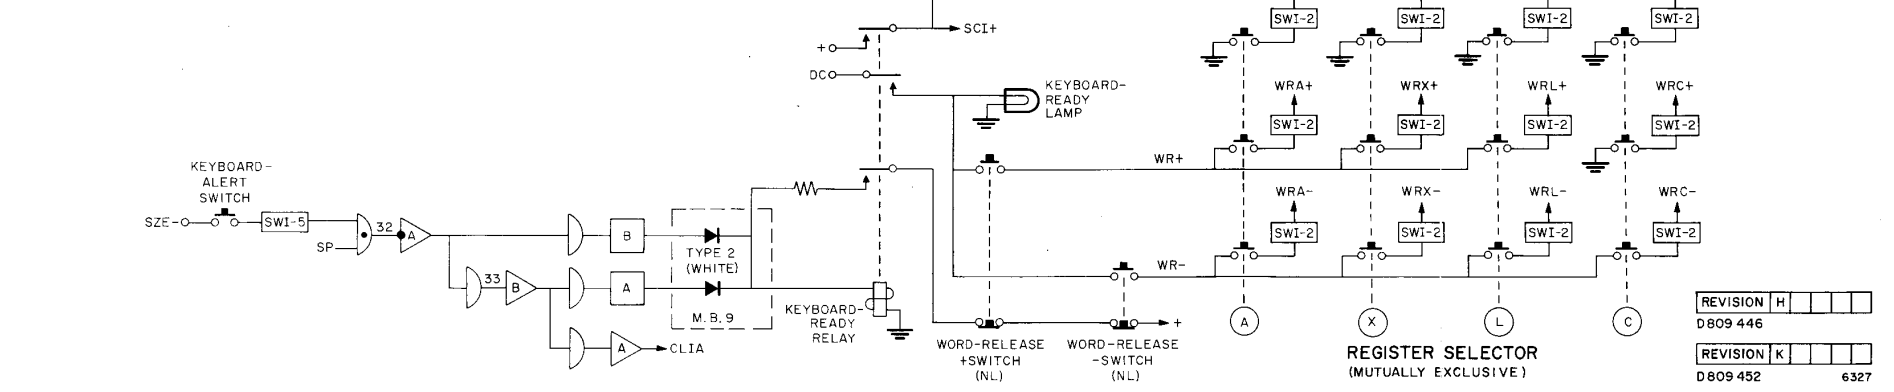 SWI-2 SWI-2 SWI-2 SWI-2
SCI+
+
DC
KEYBOARD-
READY
LAMP
WRA+ WRX+ WRL+ WRC+
SWI-2 SWI-2 SWI-2 SWI-2
WR+
KEYBOARD-
ALERT
SWITCH
SZE-
SWI-5
SP
32
A
B
TYPE 2
(WHITE)
WRA- WRX- WRL- WRC-
SWI-2 SWI-2 SWI-2 SWI-2
WR-
33
B
A
M.B.9
KEYBOARD-
READY
RELAY
A
CLIA
+
WORD-RELEASE
+SWITCH
(NL)
WORD-RELEASE
-SWITCH
(NL)
A X L C
REGISTER SELECTOR
(MUTUALLY EXCLUSIVE)
REVISION H
D809 446
REVISION K
D809 452 6327